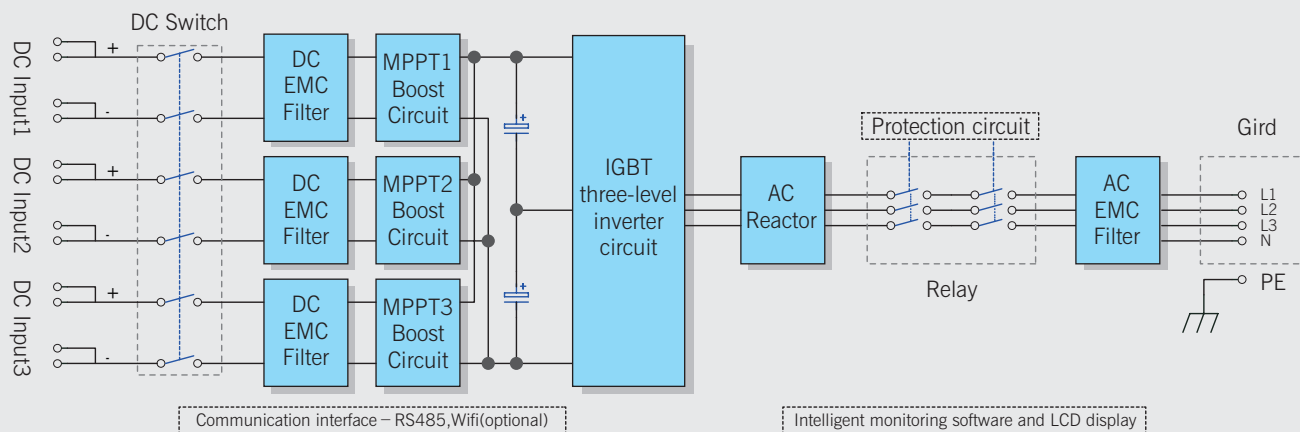 DC Switch
DC Input1
+
-
DC Input2
+
-
DC Input3
+
-
DC
EMC
Filter
MPPT1
Boost
Circuit
DC
EMC
Filter
MPPT2
Boost
Circuit
DC
EMC
Filter
MPPT3
Boost
Circuit
+
+
IGBT
three-level
inverter
circuit
AC
Reactor
Protection circuit
Relay
AC
EMC
Filter
Gird
L1
L2
L3
N
PE
Communication interface – RS485,Wifi(optional)
Intelligent monitoring software and LCD display